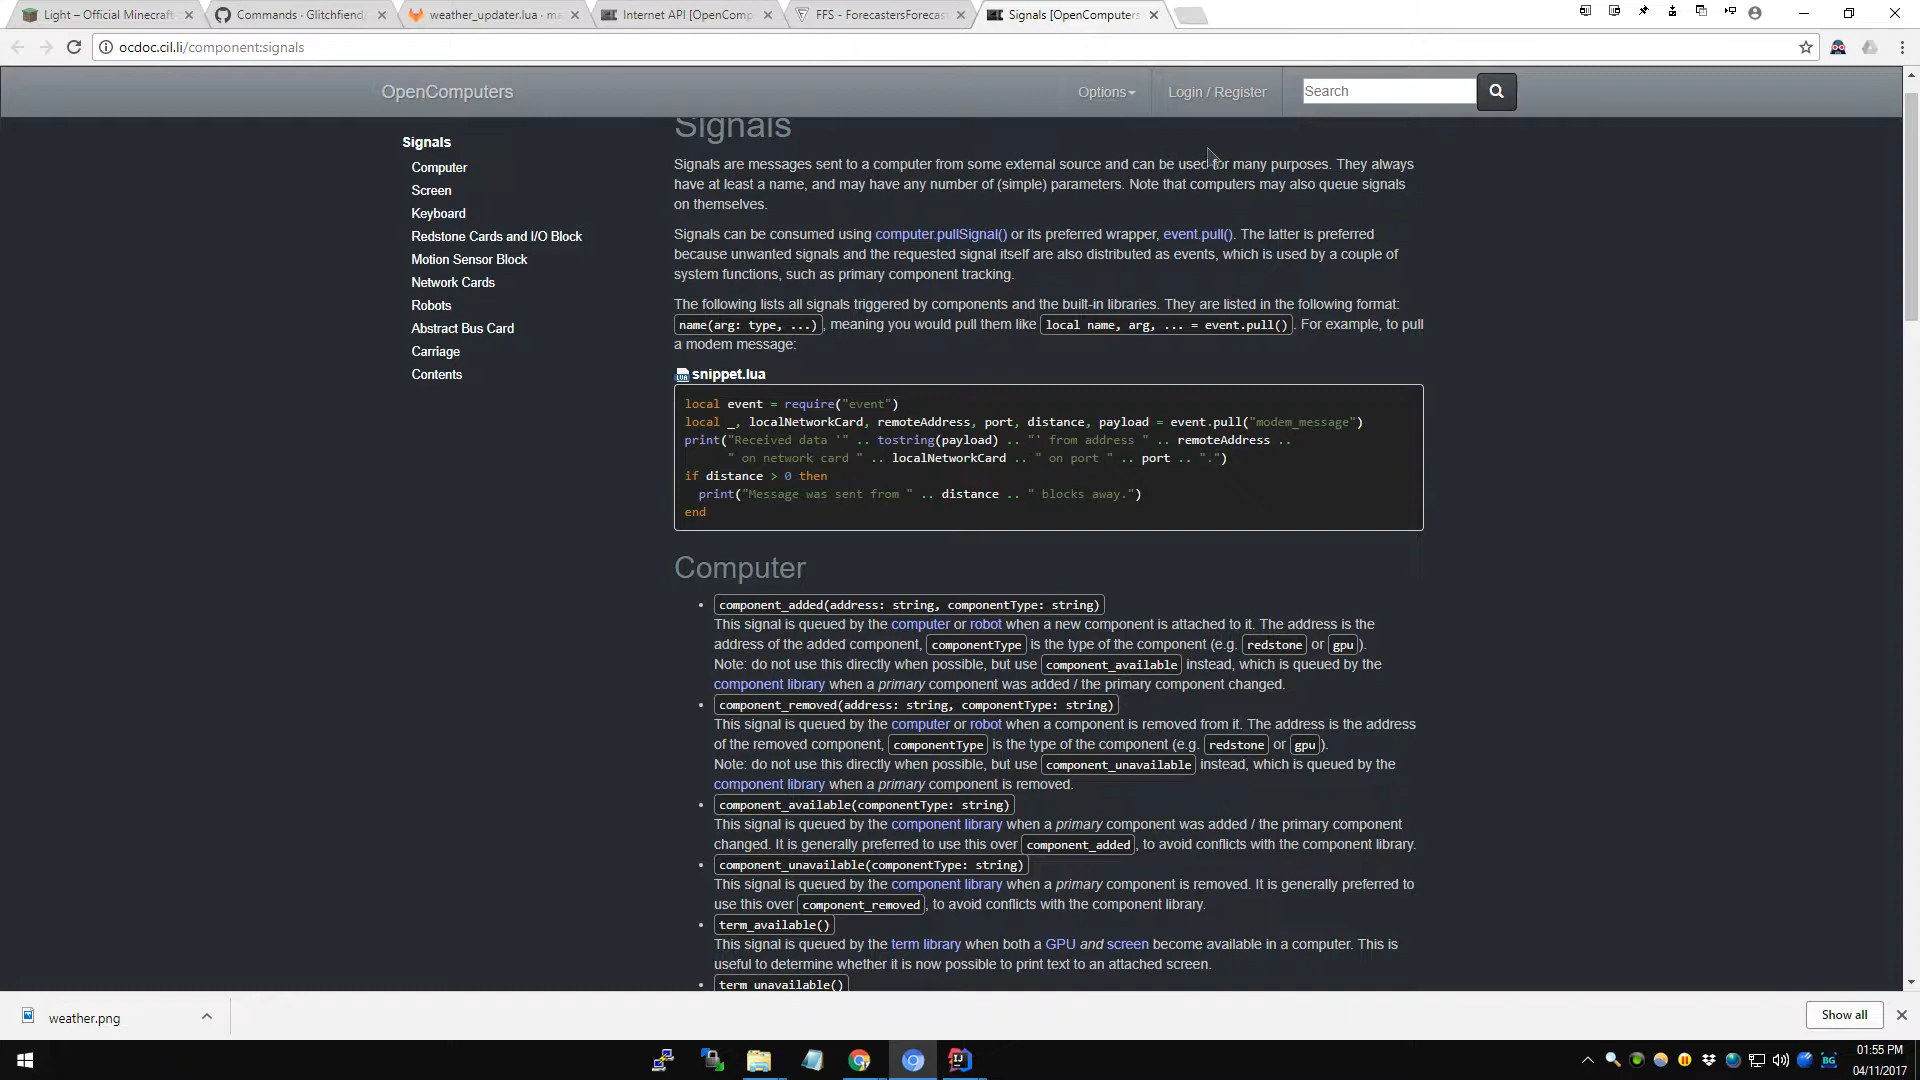 Light – Official Minecraft
Commands · Glitchfiend/
weather_updater.lua · ma
Internet API [OpenComp
FFS - ForecastersForecas
Signals [OpenComputers
ocdoc.cil.li/component:signals
OpenComputers
Options
Login / Register
Search
Signals
Computer
Screen
Keyboard
Redstone Cards and I/O Block
Motion Sensor Block
Network Cards
Robots
Abstract Bus Card
Carriage
Contents
Signals
Signals are messages sent to a computer from some external source and can be used for many purposes. They always
have at least a name, and may have any number of (simple) parameters. Note that computers may also queue signals
on themselves.
Signals can be consumed using computer.pullSignal() or its preferred wrapper, event.pull(). The latter is preferred
because unwanted signals and the requested signal itself are also distributed as events, which is used by a couple of
system functions, such as primary component tracking.
The following lists all signals triggered by components and the built-in libraries. They are listed in the following format:
name(arg: type, ...), meaning you would pull them like local name, arg, ... = event.pull(). For example, to pull
a modem message:
snippet.lua
local event = require("event")
local _, localNetworkCard, remoteAddress, port, distance, payload = event.pull("modem_message")
print("Received data '" .. tostring(payload) .. "' from address " .. remoteAddress ..
" on network card " .. localNetworkCard .. " on port " .. port .. ".")
if distance > 0 then
print("Message was sent from " .. distance .. " blocks away.")
end
Computer
component_added(address: string, componentType: string)
This signal is queued by the computer or robot when a new component is attached to it. The address is the
address of the added component, componentType is the type of the component (e.g. redstone or gpu).
Note: do not use this directly when possible, but use component_available instead, which is queued by the
component library when a primary component was added / the primary component changed.
component_removed(address: string, componentType: string)
This signal is queued by the computer or robot when a component is removed from it. The address is the address
of the removed component, componentType is the type of the component (e.g. redstone or gpu).
Note: do not use this directly when possible, but use component_unavailable instead, which is queued by the
component library when a primary component is removed.
component_available(componentType: string)
This signal is queued by the component library when a primary component was added / the primary component
changed. It is generally preferred to use this over component_added, to avoid conflicts with the component library.
component_unavailable(componentType: string)
This signal is queued by the component library when a primary component is removed. It is generally preferred to
use this over component_removed, to avoid conflicts with the component library.
term_available()
This signal is queued by the term library when both a GPU and screen become available in a computer. This is
useful to determine whether it is now possible to print text to an attached screen.
term_unavailable()
weather.png
Show all
BG
01:55 PM
04/11/2017